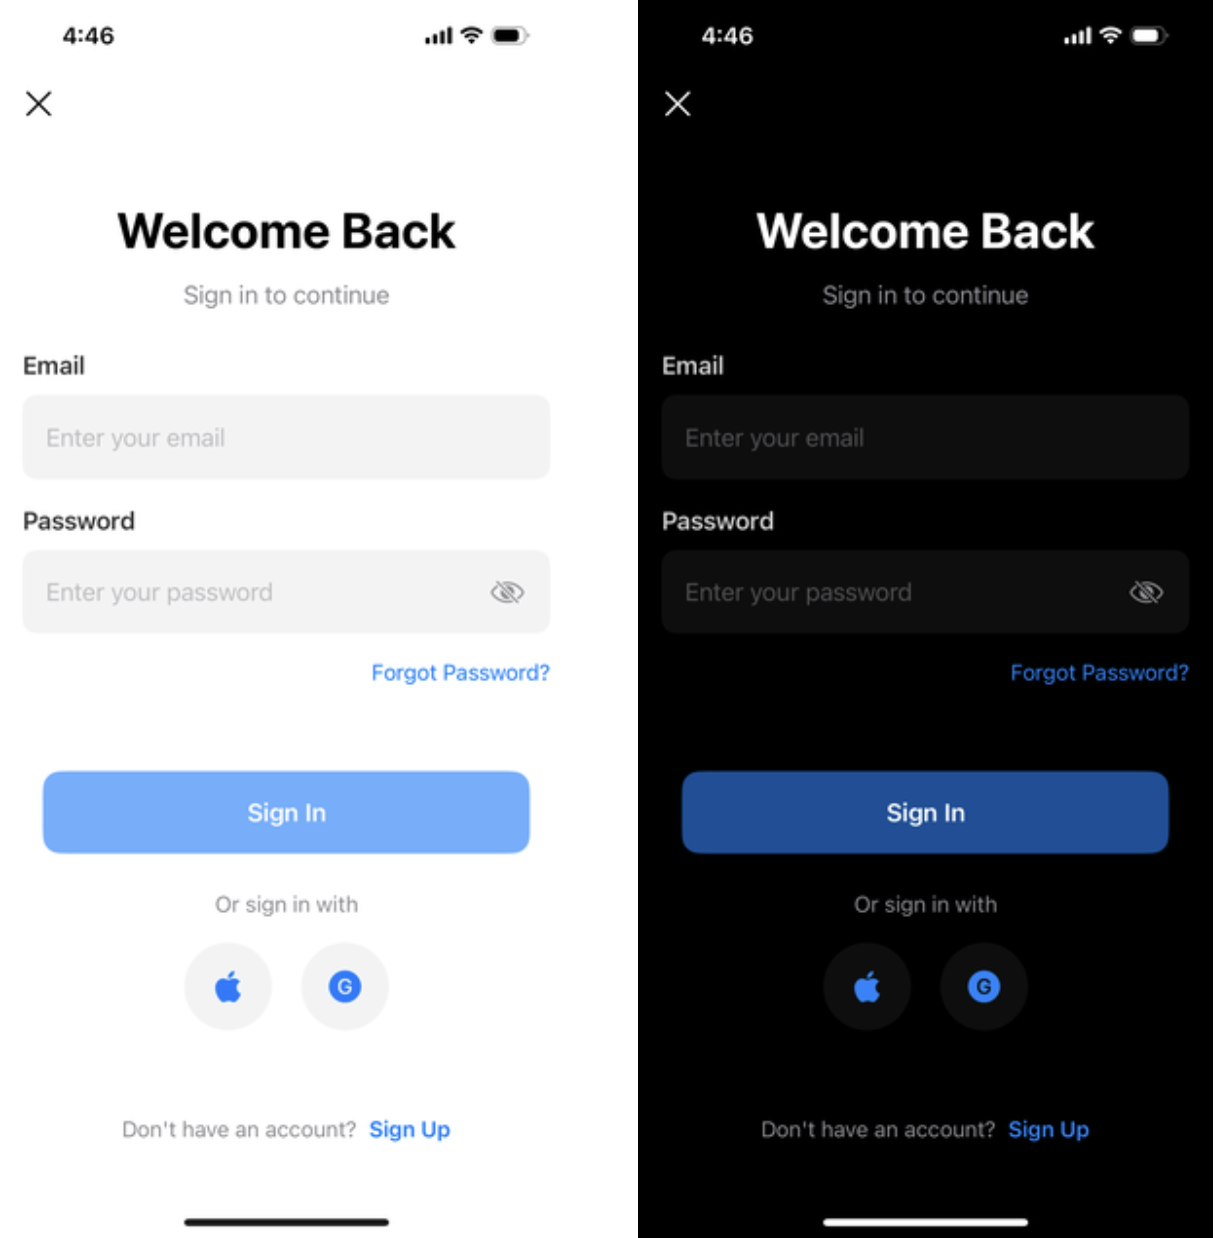 4:46
Welcome Back
Sign in to continue
Email
Enter your email
Password
Enter your password
Forgot Password?
Sign In
Or sign in with
G
Don't have an account? Sign Up
4:46
Welcome Back
Sign in to continue
Email
Enter your email
Password
Enter your password
Forgot Password?
Sign In
Or sign in with
G
Don't have an account? Sign Up